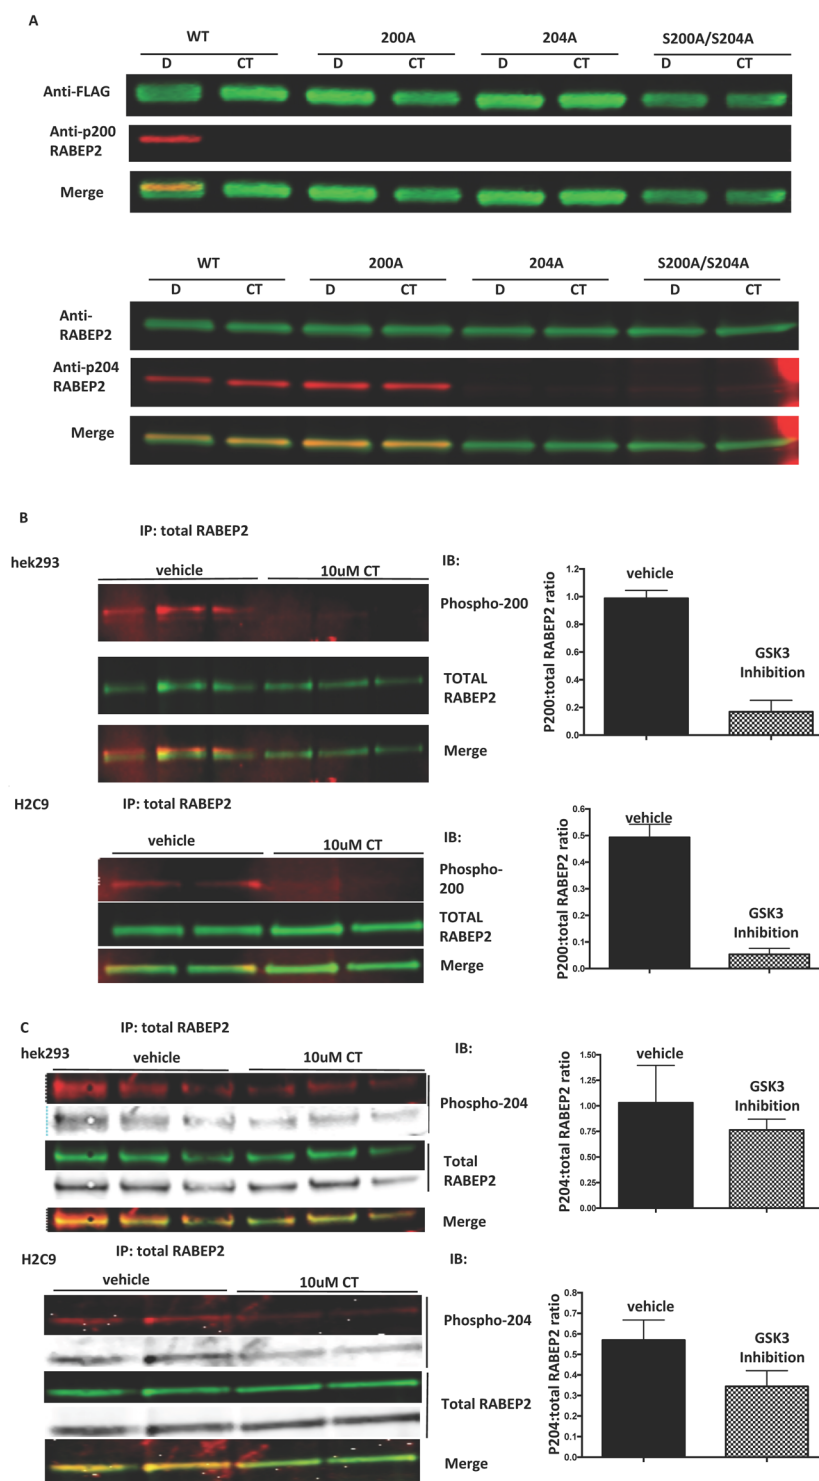 A
WT 200A 204A S200A/S204A
D CT D CT D CT D CT
Anti-FLAG
Anti-p200
RABEP2
Merge
WT 200A 204A S200A/S204A
D CT D CT D CT D CT
Anti-
RABEP2
Anti-p204
RABEP2
Merge
B
IP: total RABEP2
hek293
vehicle 10uM CT
IB:
Phospho-200
TOTAL
RABEP2
Merge
P200:total RABEP2 ratio
1.2
1.0
0.8
0.6
0.4
0.2
0.0
vehicle
GSK3
Inhibition
H2C9
IP: total RABEP2
vehicle 10uM CT
IB:
Phospho-
200
TOTAL
RABEP2
Merge
P200:total RABEP2 ratio
0.6
0.5
0.4
0.3
0.2
0.1
0.0
vehicle
GSK3
Inhibition
C
IP: total RABEP2
hek293
vehicle 10uM CT
IB:
Phospho-204
Total
RABEP2
Merge
P204:total RABEP2 ratio
1.50
1.25
1.00
0.75
0.50
0.25
0.00
vehicle
GSK3
Inhibition
H2C9
IP: total RABEP2
vehicle 10uM CT
IB:
Phospho-204
Total RABEP2
Merge
P204:total RABEP2 ratio
0.8
0.7
0.6
0.5
0.4
0.3
0.2
0.1
0.0
vehicle
GSK3
Inhibition